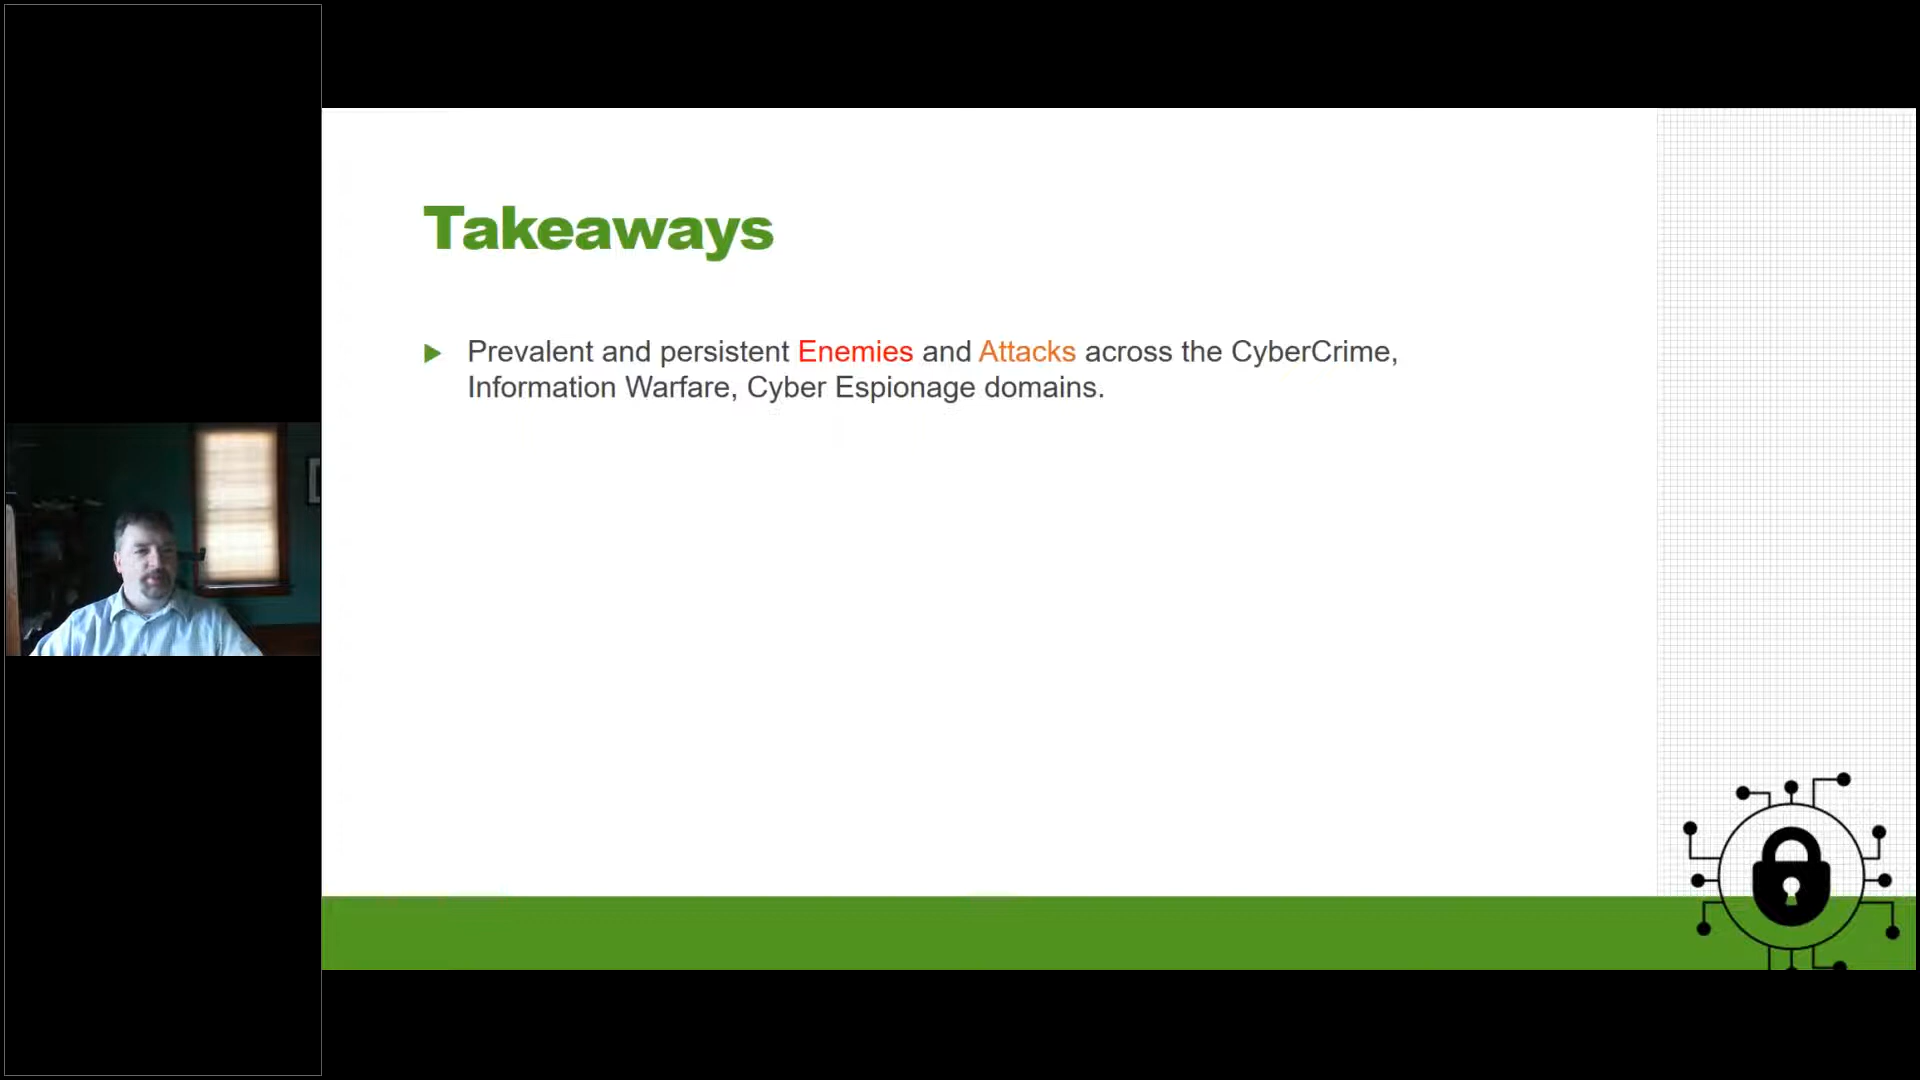 Takeaways
Prevalent and persistent Enemies and Attacks across the CyberCrime,
Information Warfare, Cyber Espionage domains.